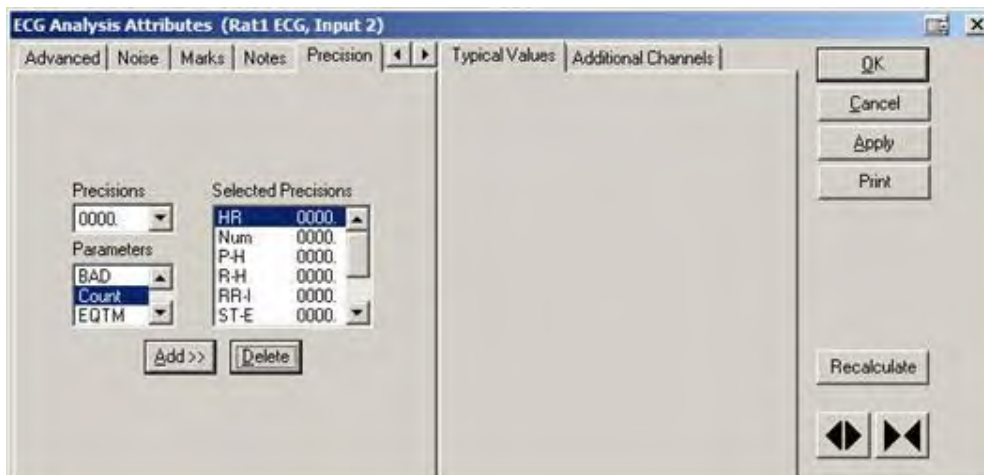 ECG Analysis Attributes (Rat1 ECG, Input 2)
Advanced Noise Marks Notes Precision
Typical Values Additional Channels
OK
Cancel
Apply
Print
Precisions
0000.
Parameters
BAD
Count
EQTM
Selected Precisions
HR 0000.
Num 0000.
P-H 0000.
R-H 0000.
RR-I 0000.
ST-E 0000.
Add >>
Delete
Recalculate